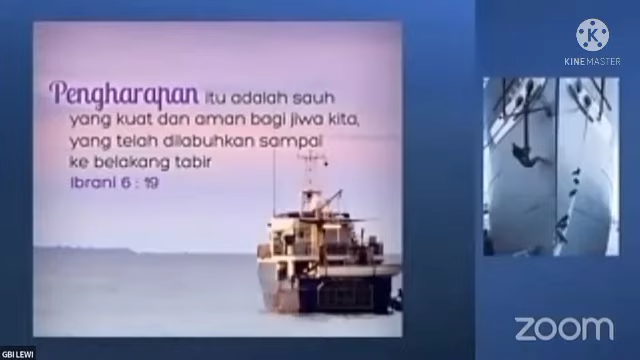 Pengharapan itu adalah sauh
yang kuat dan aman bagi jiwa kita,
yang telah dilabuhkan sampai
ke belakang tabir
Ibrani 6 : 19
K
KINEMASTER
zoom
GBI LEWI